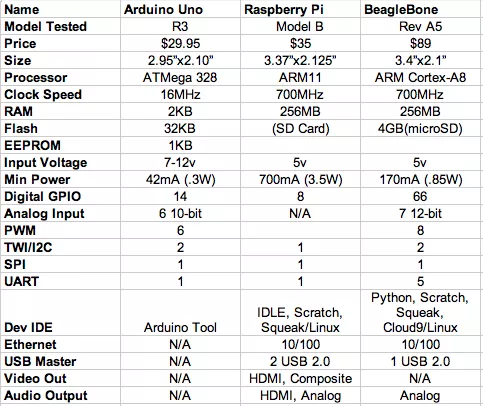 Name Arduino Uno Raspberry Pi BeagleBone
Model Tested R3 Model B Rev A5
Price $29.95 $35 $89
Size 2.95”x2.10” 3.37”x2.125” 3.4”x2.1”
Processor ATMega 328 ARM11 ARM Cortex-A8
Clock Speed 16MHz 700MHz 700MHz
RAM 2KB 256MB 256MB
Flash 32KB (SD Card) 4GB(microSD)
EEPROM 1KB
Input Voltage 7-12v 5v 5v
Min Power 42mA (.3W) 700mA (3.5W) 170mA (.85W)
Digital GPIO 14 8 66
Analog Input 6 10-bit N/A 7 12-bit
PWM 6 8
TWI/I2C 2 1 2
SPI 1 1 1
UART 1 1 5
Python, Scratch,
IDLE, Scratch, Squeak,
Dev IDE Arduino Tool Squeak/Linux Cloud9/Linux
Ethernet N/A 10/100 10/100
USB Master N/A 2 USB 2.0 1 USB 2.0
Video Out N/A HDMI, Composite N/A
Audio Output N/A HDMI, Analog Analog